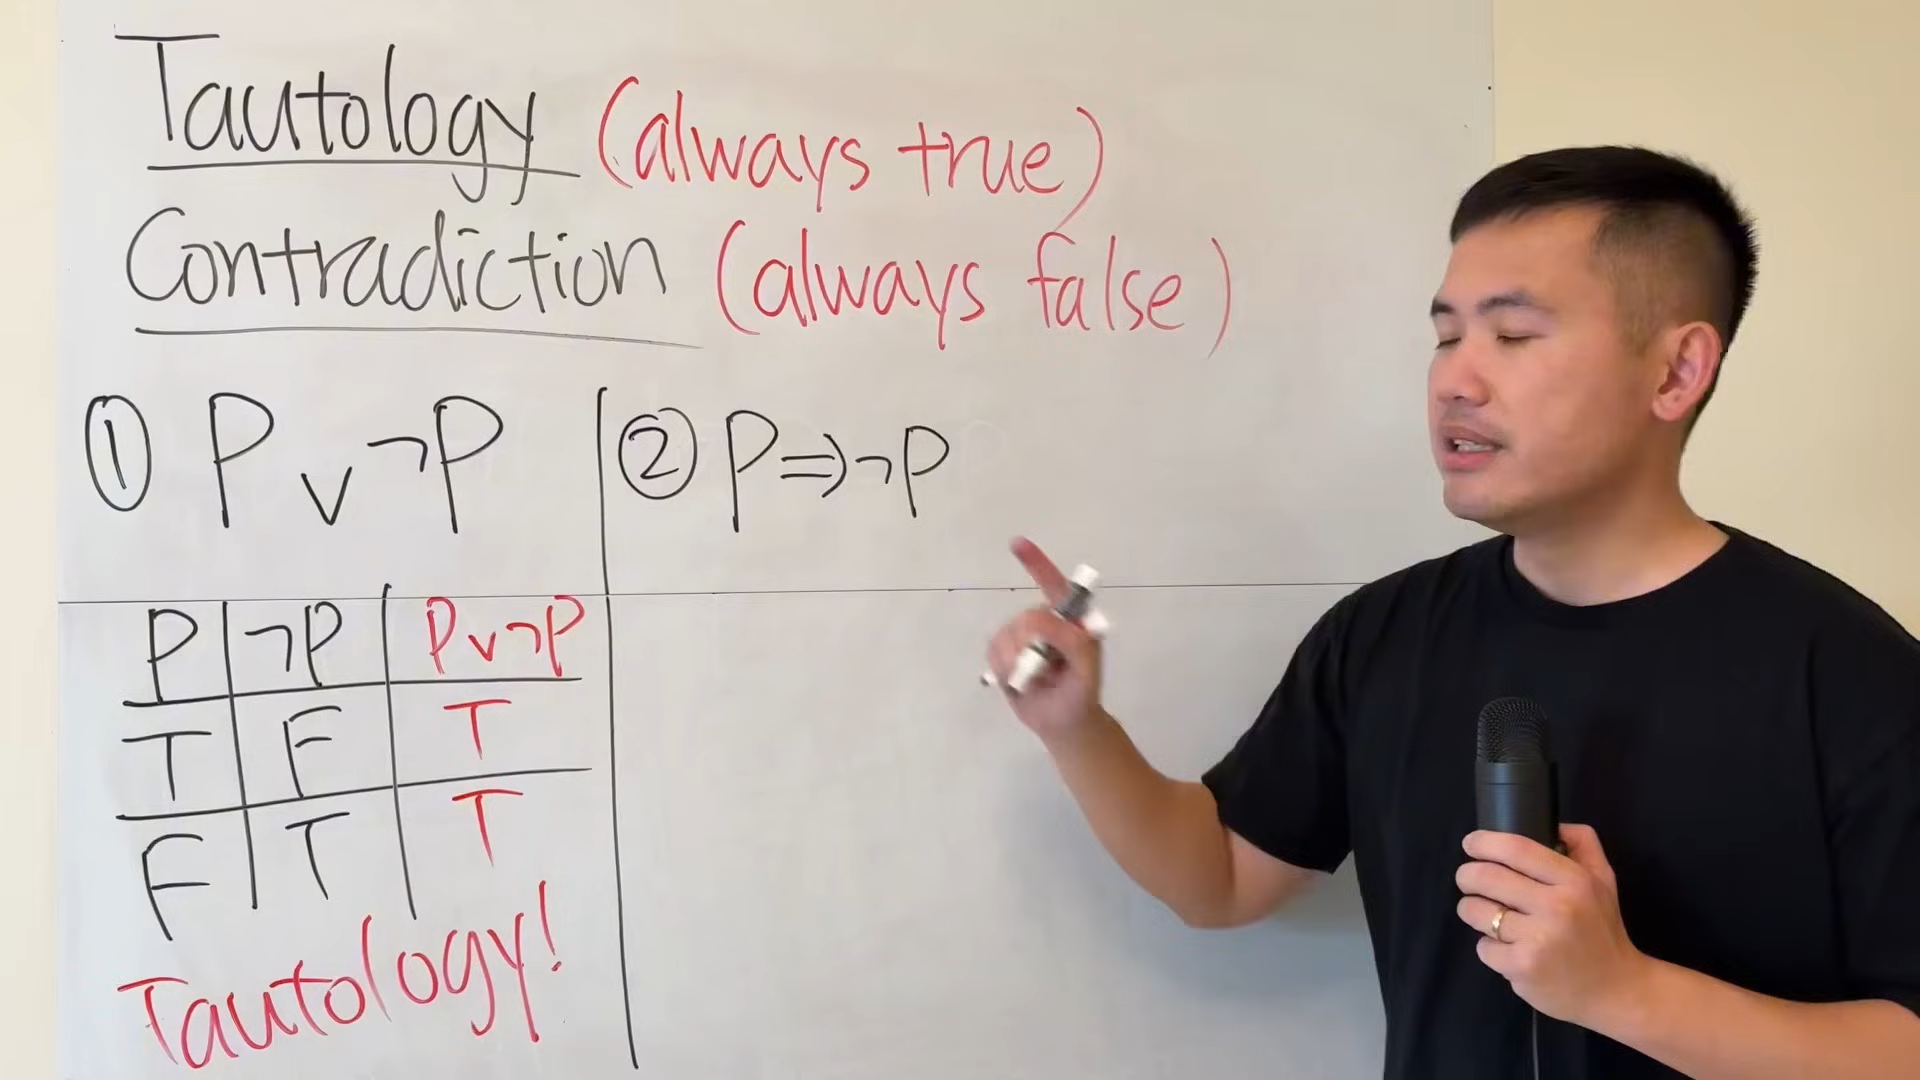 Tautology (always true)
Contradiction (always false)
① P ∨ ¬P
② P ⇒ ¬P
P ¬P P∨¬P
T F T
F T T
Tautology!